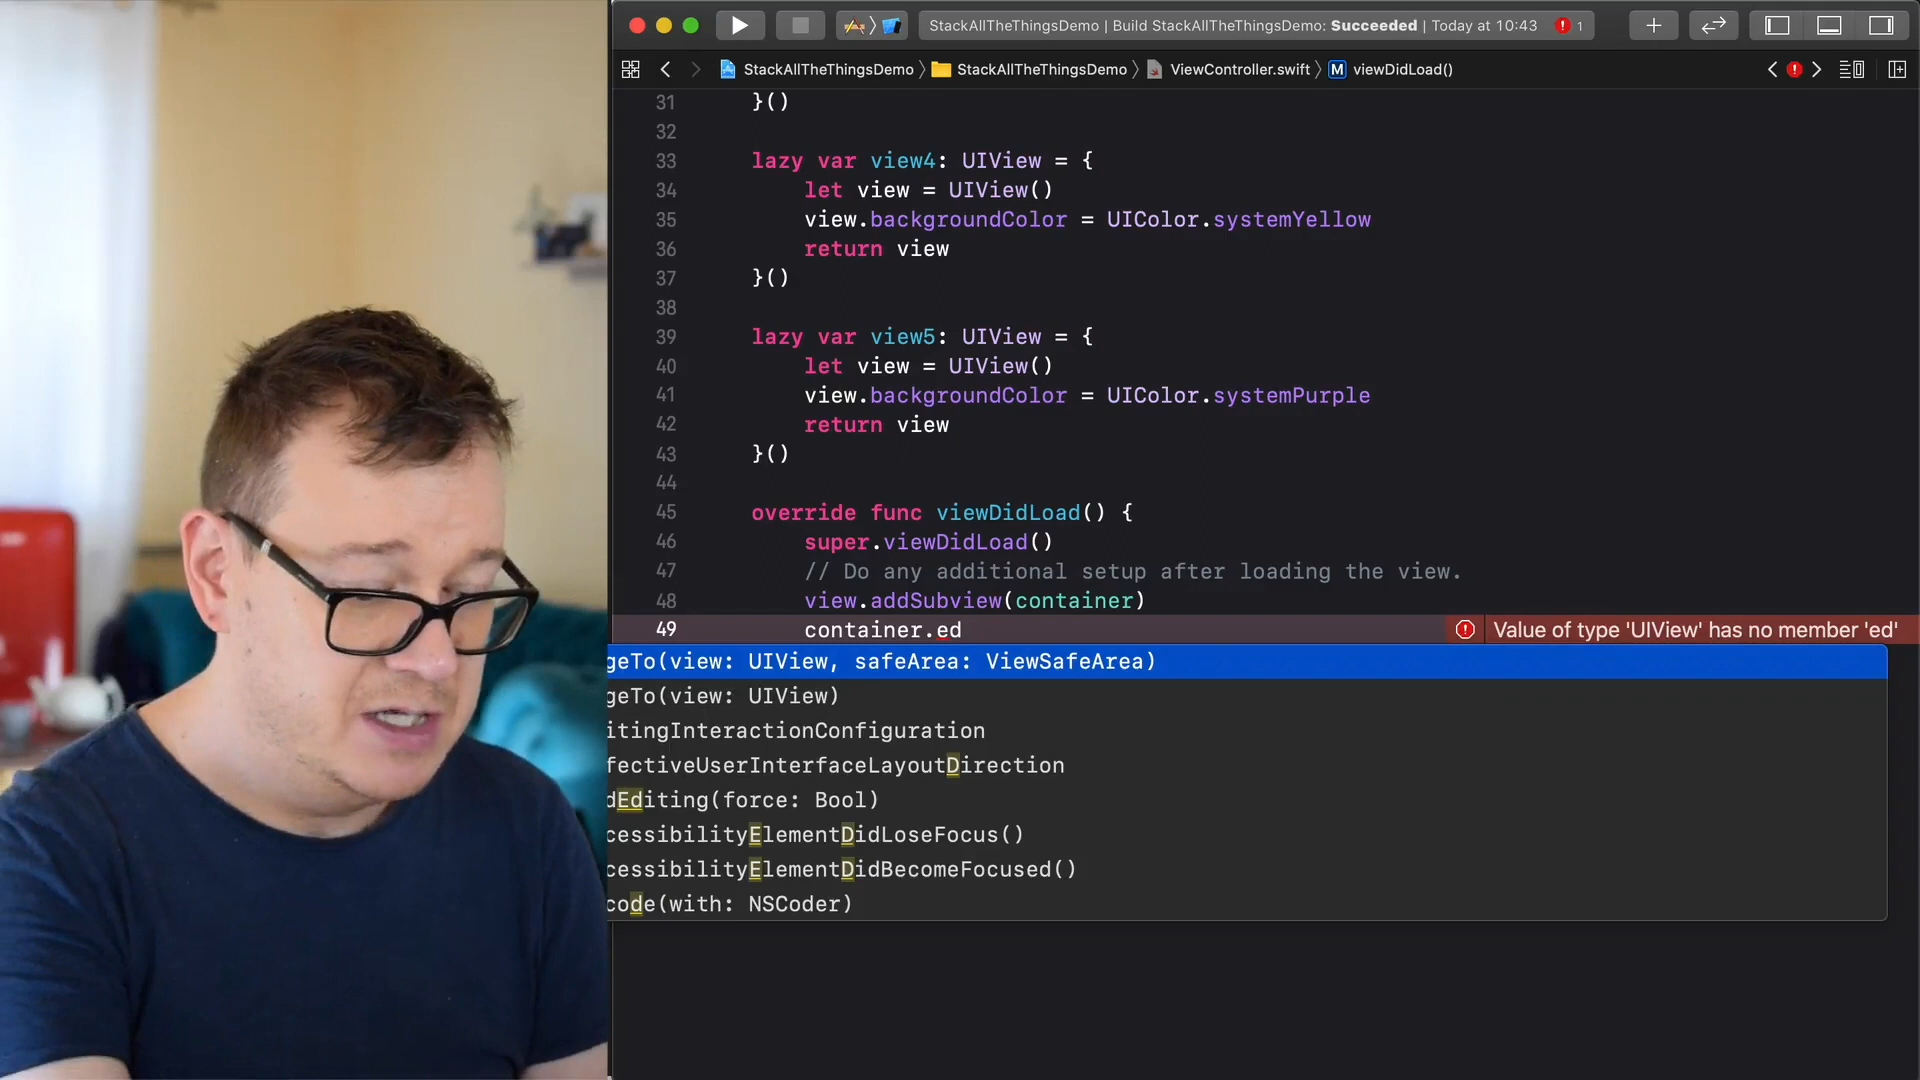 StackAllTheThingsDemo | Build StackAllTheThingsDemo: Succeeded | Today at 10:43 1
StackAllTheThingsDemo StackAllTheThingsDemo ViewController.swift M viewDidLoad()
31 }()
32
33 lazy var view4: UIView = {
34 let view = UIView()
35 view.backgroundColor = UIColor.systemYellow
36 return view
37 }()
38
39 lazy var view5: UIView = {
40 let view = UIView()
41 view.backgroundColor = UIColor.systemPurple
42 return view
43 }()
44
45 override func viewDidLoad() {
46 super.viewDidLoad()
47 // Do any additional setup after loading the view.
48 view.addSubview(container)
49 container.ed Value of type 'UIView' has no member 'ed'
geTo(view: UIView, safeArea: ViewSafeArea)
geTo(view: UIView)
itingInteractionConfiguration
fectiveUserInterfaceLayoutDirection
dEditing(force: Bool)
cessibilityElementDidLoseFocus()
cessibilityElementDidBecomeFocused()
code(with: NSCoder)